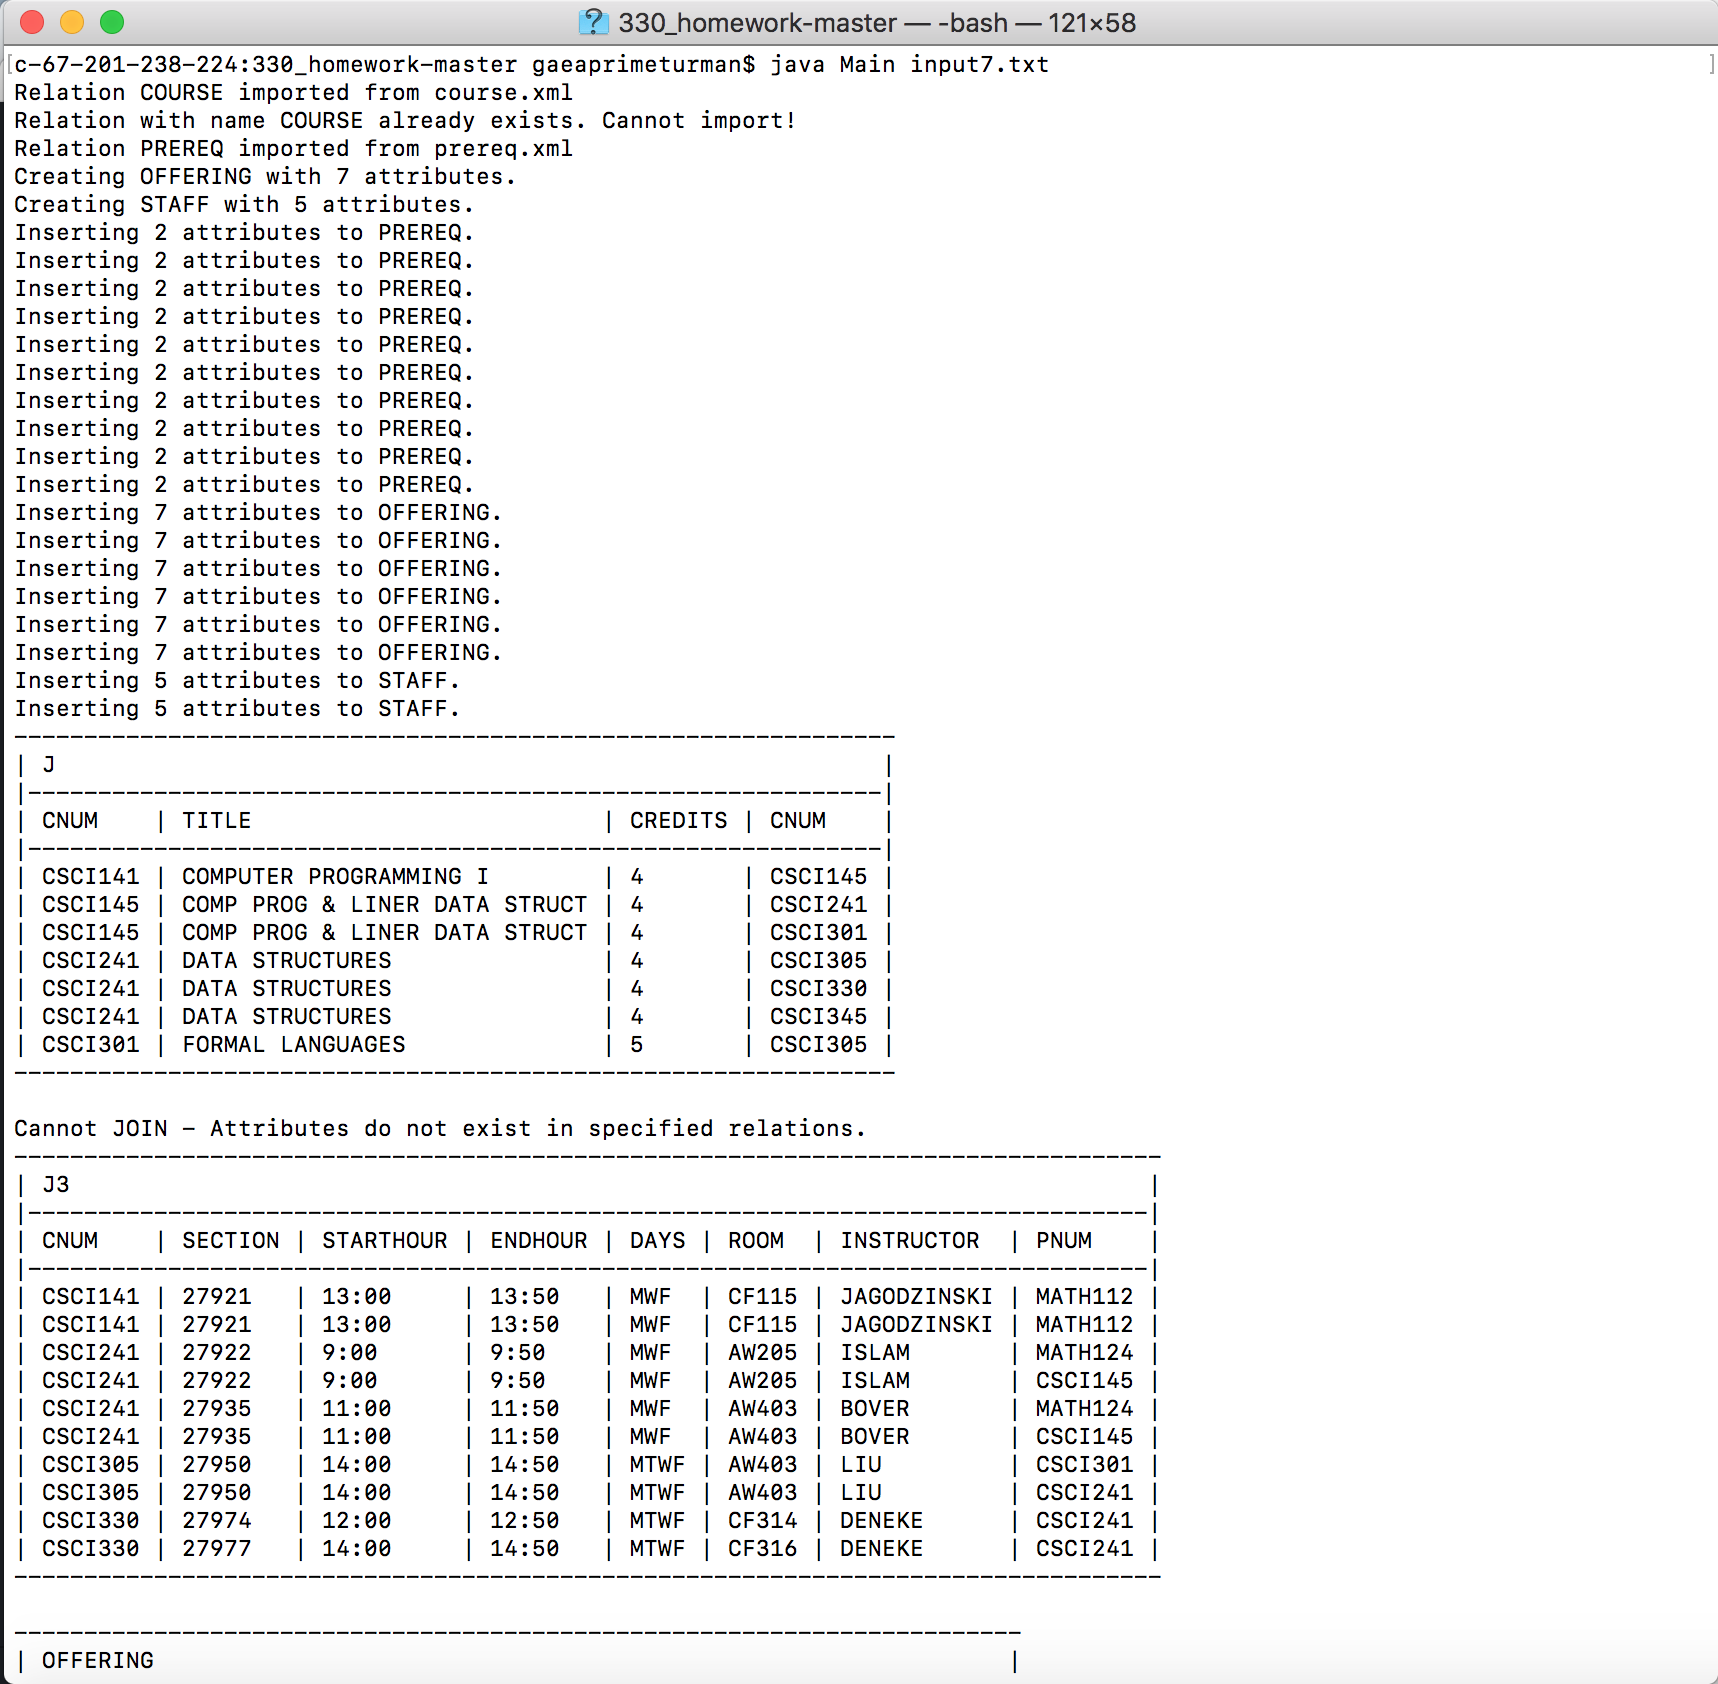 330_homework-master — -bash — 121×58
[c-67-201-238-224:330_homework-master gaeaprimeturman$ java Main input7.txt ]
Relation COURSE imported from course.xml
Relation with name COURSE already exists. Cannot import!
Relation PREREQ imported from prereq.xml
Creating OFFERING with 7 attributes.
Creating STAFF with 5 attributes.
Inserting 2 attributes to PREREQ.
Inserting 2 attributes to PREREQ.
Inserting 2 attributes to PREREQ.
Inserting 2 attributes to PREREQ.
Inserting 2 attributes to PREREQ.
Inserting 2 attributes to PREREQ.
Inserting 2 attributes to PREREQ.
Inserting 2 attributes to PREREQ.
Inserting 2 attributes to PREREQ.
Inserting 2 attributes to PREREQ.
Inserting 7 attributes to OFFERING.
Inserting 7 attributes to OFFERING.
Inserting 7 attributes to OFFERING.
Inserting 7 attributes to OFFERING.
Inserting 7 attributes to OFFERING.
Inserting 7 attributes to OFFERING.
Inserting 5 attributes to STAFF.
Inserting 5 attributes to STAFF.
---------------------------------------------------------------
| J |
|-------------------------------------------------------------|
| CNUM | TITLE | CREDITS | CNUM |
|-------------------------------------------------------------|
| CSCI141 | COMPUTER PROGRAMMING I | 4 | CSCI145 |
| CSCI145 | COMP PROG & LINER DATA STRUCT | 4 | CSCI241 |
| CSCI145 | COMP PROG & LINER DATA STRUCT | 4 | CSCI301 |
| CSCI241 | DATA STRUCTURES | 4 | CSCI305 |
| CSCI241 | DATA STRUCTURES | 4 | CSCI330 |
| CSCI241 | DATA STRUCTURES | 4 | CSCI345 |
| CSCI301 | FORMAL LANGUAGES | 5 | CSCI305 |
---------------------------------------------------------------
Cannot JOIN - Attributes do not exist in specified relations.
----------------------------------------------------------------------------------
| J3 |
|--------------------------------------------------------------------------------|
| CNUM | SECTION | STARTHOUR | ENDHOUR | DAYS | ROOM | INSTRUCTOR | PNUM |
|--------------------------------------------------------------------------------|
| CSCI141 | 27921 | 13:00 | 13:50 | MWF | CF115 | JAGODZINSKI | MATH112 |
| CSCI141 | 27921 | 13:00 | 13:50 | MWF | CF115 | JAGODZINSKI | MATH112 |
| CSCI241 | 27922 | 9:00 | 9:50 | MWF | AW205 | ISLAM | MATH124 |
| CSCI241 | 27922 | 9:00 | 9:50 | MWF | AW205 | ISLAM | CSCI145 |
| CSCI241 | 27935 | 11:00 | 11:50 | MWF | AW403 | BOVER | MATH124 |
| CSCI241 | 27935 | 11:00 | 11:50 | MWF | AW403 | BOVER | CSCI145 |
| CSCI305 | 27950 | 14:00 | 14:50 | MTWF | AW403 | LIU | CSCI301 |
| CSCI305 | 27950 | 14:00 | 14:50 | MTWF | AW403 | LIU | CSCI241 |
| CSCI330 | 27974 | 12:00 | 12:50 | MTWF | CF314 | DENEKE | CSCI241 |
| CSCI330 | 27977 | 14:00 | 14:50 | MTWF | CF316 | DENEKE | CSCI241 |
----------------------------------------------------------------------------------
------------------------------------------------------------------------
| OFFERING |